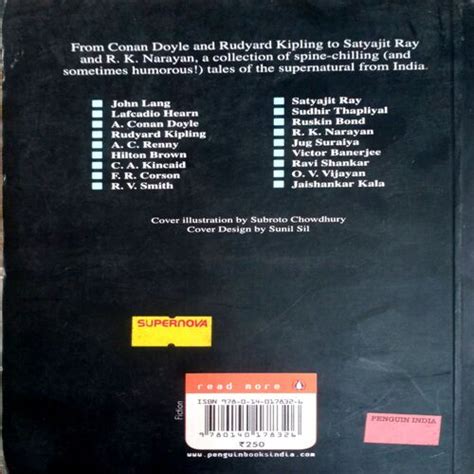 From Conan Doyle and Rudyard Kipling to Satyajit Ray
and R. K. Narayan, a collection of spine-chilling (and
sometimes humorous!) tales of the supernatural from India.
John Lang
Lafcadio Hearn
A. Conan Doyle
Rudyard Kipling
A. C. Renny
Hilton Brown
C. A. Kincaid
F. R. Corson
R. V. Smith
Satyajit Ray
Sudhir Thapliyal
Ruskin Bond
R. K. Narayan
Jug Suraiya
Victor Banerjee
Ravi Shankar
O. V. Vijayan
Jaishankar Kala
Cover illustration by Subroto Chowdhury
Cover Design by Sunil Sil
SUPERNOVA
read more
Fiction
ISBN 978-0-14-017832-6
9 780140 178326
₹250
www.penguinbooksindia.com
PENGUIN INDIA